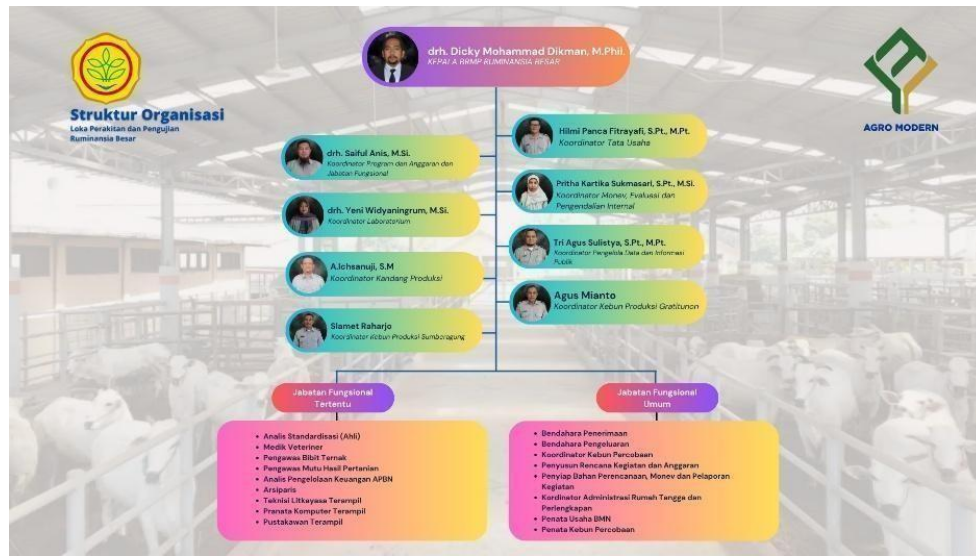 drh. Dicky Mohammad Dikman, M.Phil.
KEPALA BRMP RUMINANSIA BESAR
Struktur Organisasi
Loka Perakitan dan Pengujian
Ruminansia Besar
AGRO MODERN
drh. Saiful Anis, M.Si.
Koordinator Program dan Anggaran dan
Jabatan Fungsional
Hilmi Panca Fitrayafi, S.Pt., M.Pt.
Koordinator Tata Usaha
drh. Yeni Widyaningrum, M.Si.
Koordinator Laboratorium
Pritha Kartika Sukmasari, S.Pt., M.Si.
Koordinator Monev, Evaluasi dan
Pengendalian Internal
A.Ichsanuji, S.M
Koordinator Kandang Produksi
Tri Agus Sulistya, S.Pt., M.Pt.
Koordinator Pengelola Data dan Informasi
Publik
Slamet Raharjo
Koordinator Kebun Produksi Sumberagung
Agus Mianto
Koordinator Kebun Produksi Gratitunon
Jabatan Fungsional
Tertentu
• Analis Standardisasi (Ahli)
• Medik Veteriner
• Pengawas Bibit Ternak
• Pengawas Mutu Hasil Pertanian
• Analis Pengelolaan Keuangan APBN
• Arsiparis
• Teknisi Litkayasa Terampil
• Pranata Komputer Terampil
• Pustakawan Terampil
Jabatan Fungsional
Umum
• Bendahara Penerimaan
• Bendahara Pengeluaran
• Koordinator Kebun Percobaan
• Penyusun Rencana Kegiatan dan Anggaran
• Penyiap Bahan Perencanaan, Monev dan Pelaporan
Kegiatan
• Kordinator Administrasi Rumah Tangga dan
Perlengkapan
• Penata Usaha BMN
• Penata Kebun Percobaan